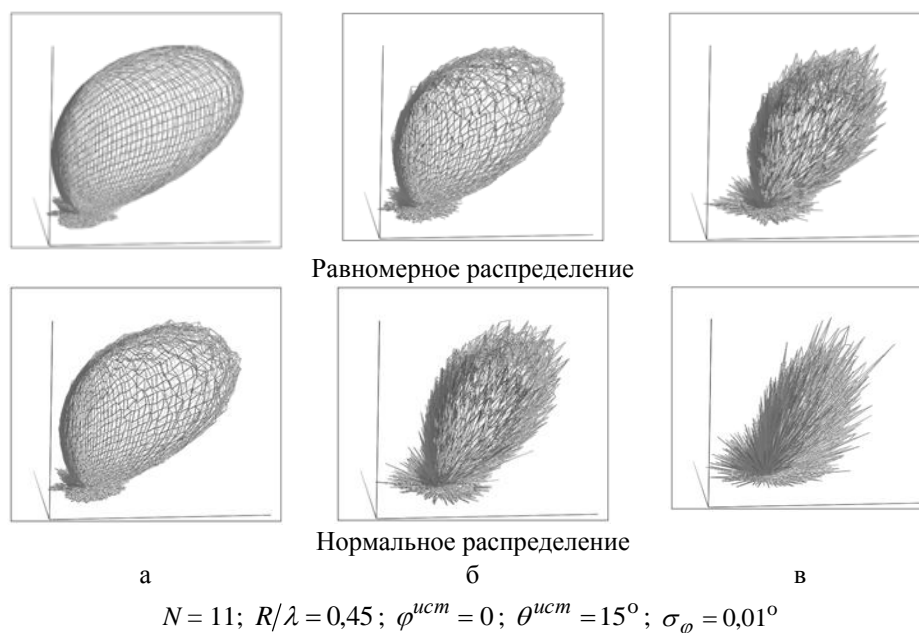 Равномерное распределение
Нормальное распределение
а б в
N = 11; R/λ = 0,45; φ^{ист} = 0; θ^{ист} = 15°; σ_φ = 0,01°